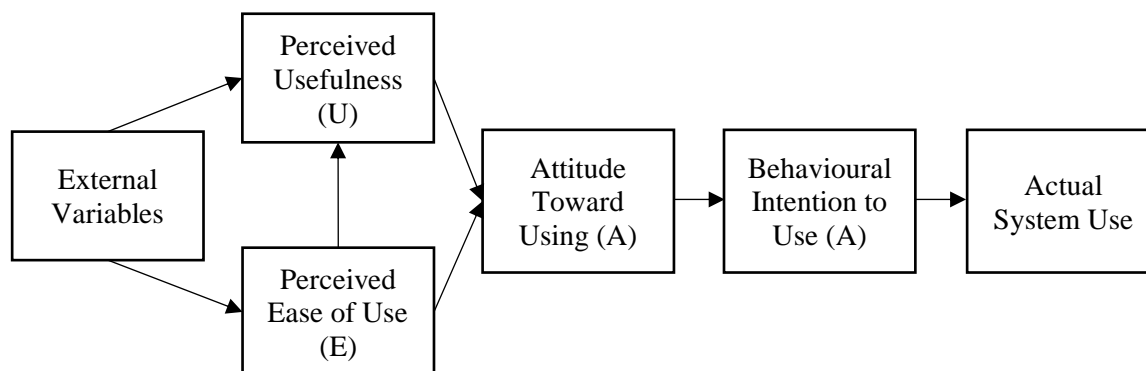 Perceived
Usefulness
(U)
External
Variables
Perceived
Ease of Use
(E)
Attitude
Toward
Using (A)
Behavioural
Intention to
Use (A)
Actual
System Use